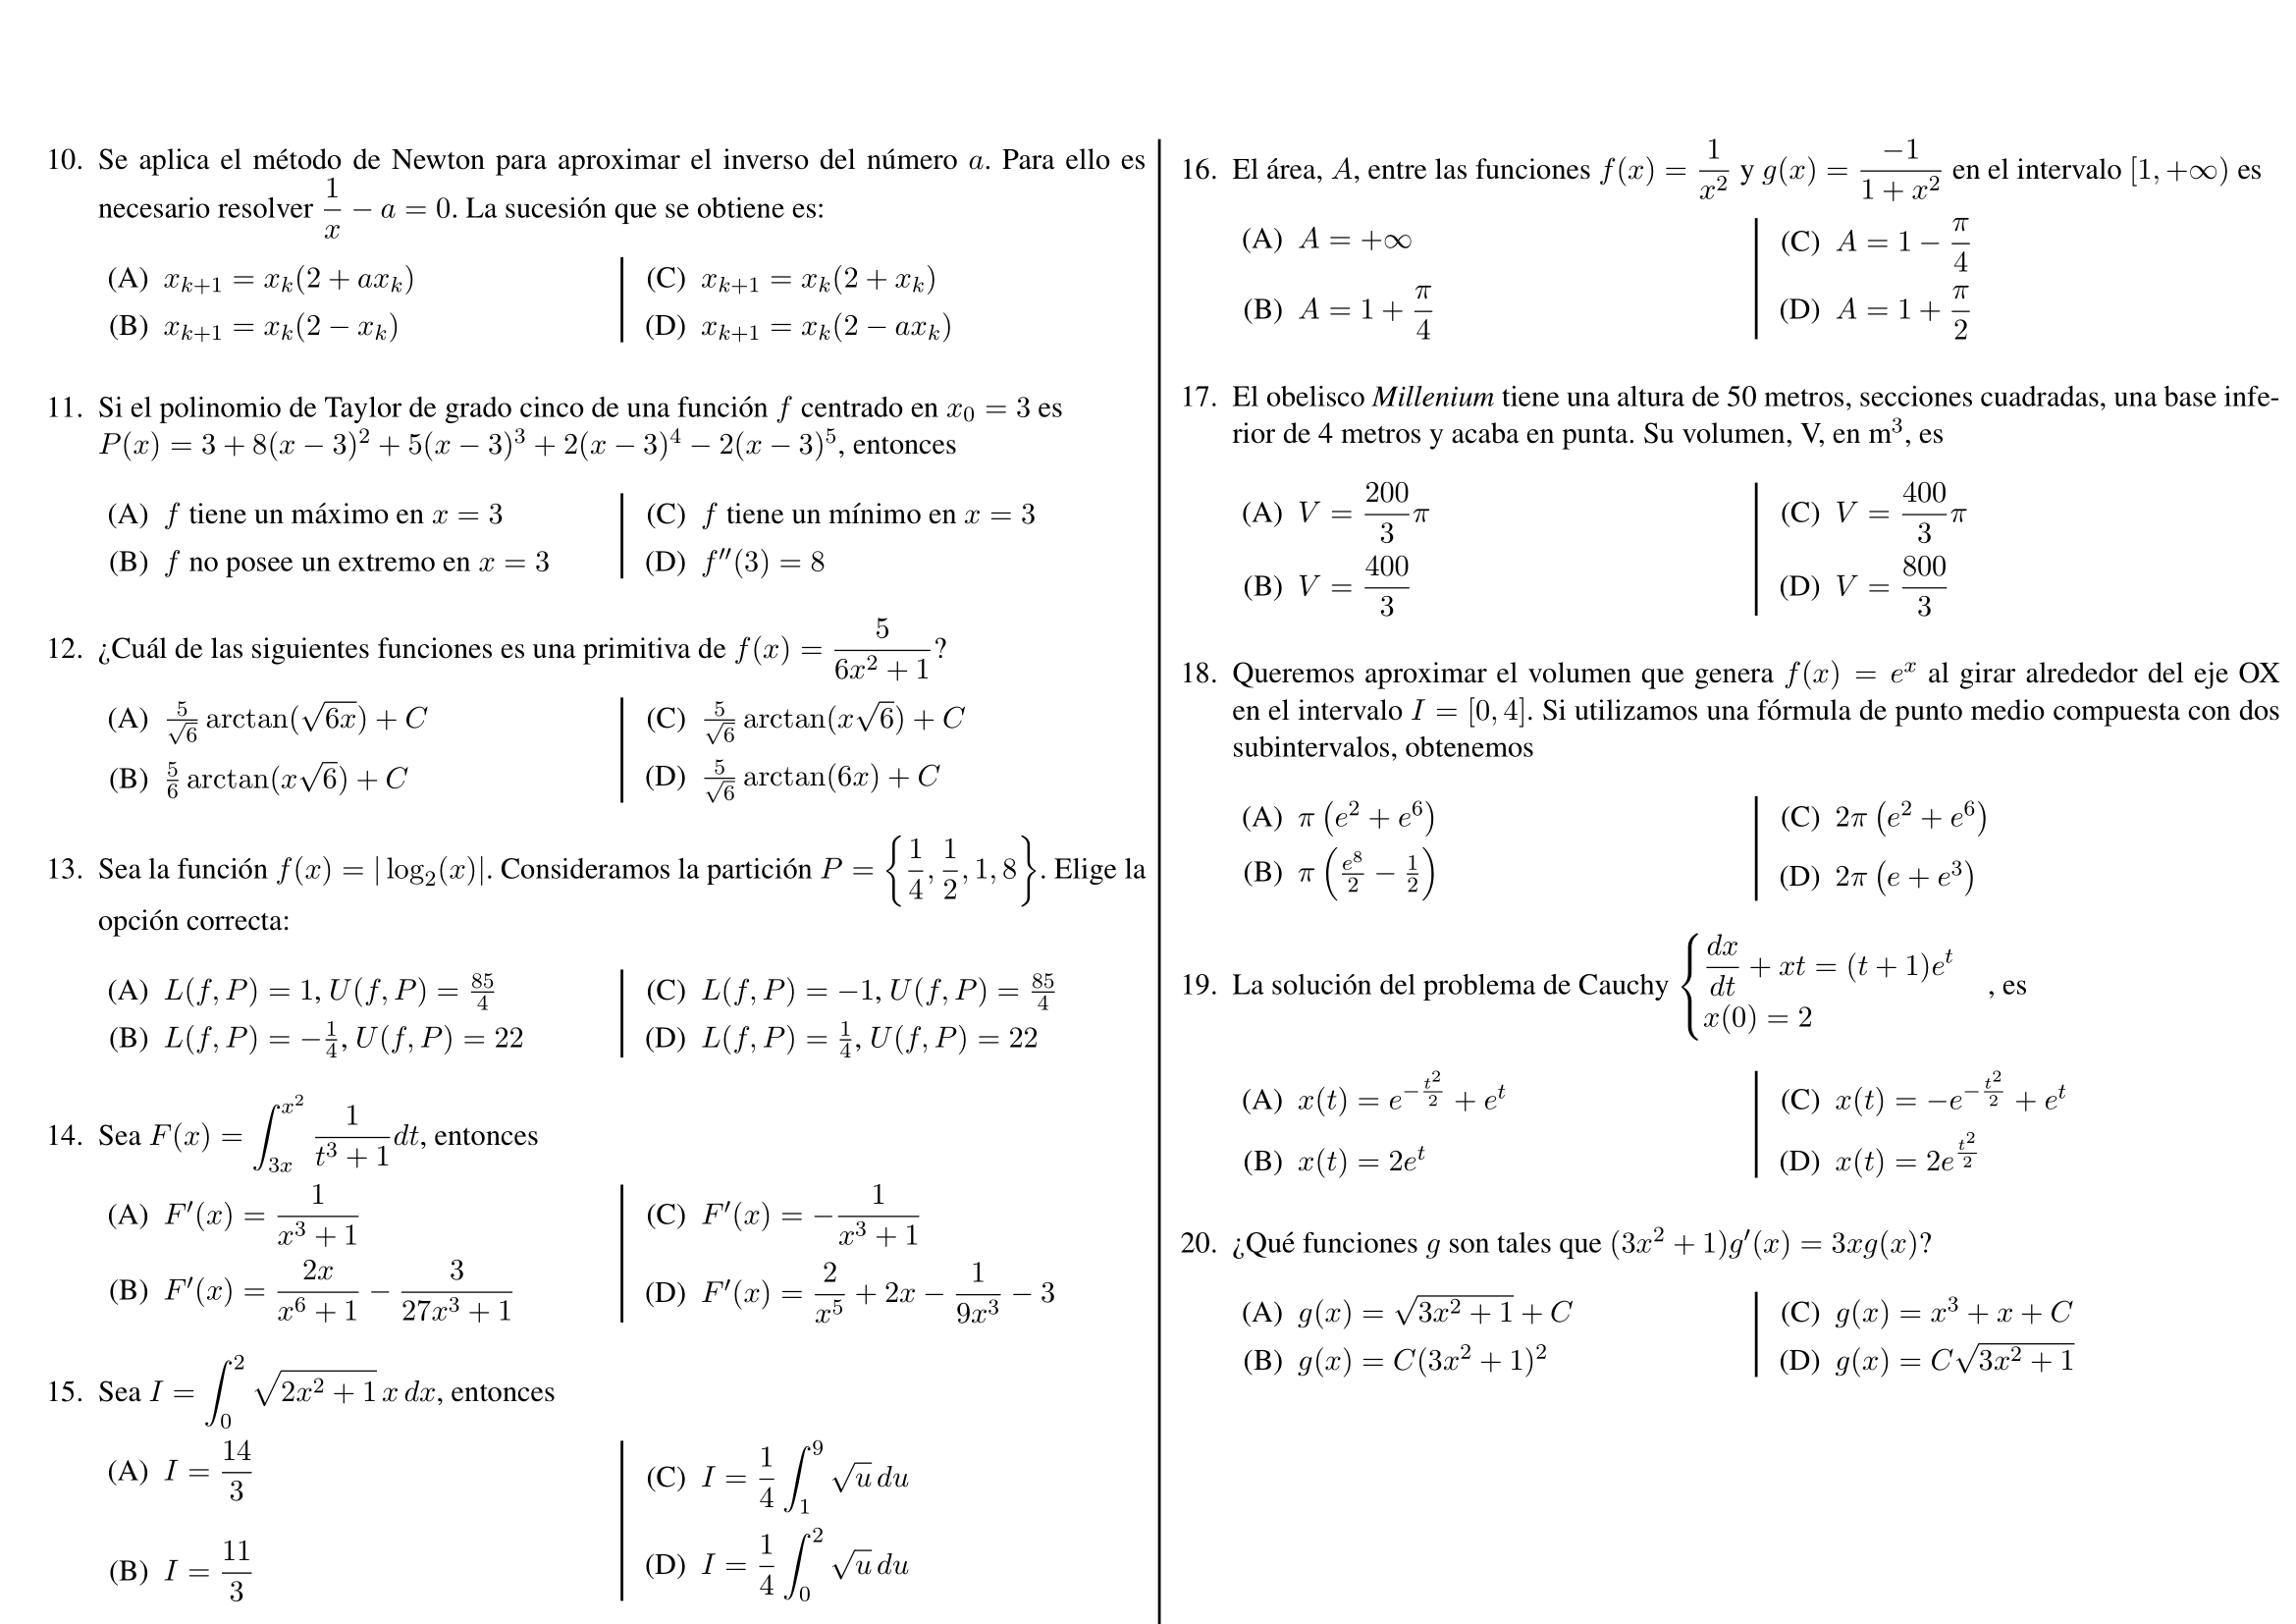 10. Se aplica el método de Newton para aproximar el inverso del número $a$. Para ello es
necesario resolver $\frac{1}{x} - a = 0$. La sucesión que se obtiene es:
(A) $x_{k+1} = x_k(2 + ax_k)$
(B) $x_{k+1} = x_k(2 - x_k)$
(C) $x_{k+1} = x_k(2 + x_k)$
(D) $x_{k+1} = x_k(2 - ax_k)$
11. Si el polinomio de Taylor de grado cinco de una función $f$ centrado en $x_0 = 3$ es
$P(x) = 3 + 8(x-3)^2 + 5(x-3)^3 + 2(x-3)^4 - 2(x-3)^5$, entonces
(A) $f$ tiene un máximo en $x = 3$
(B) $f$ no posee un extremo en $x = 3$
(C) $f$ tiene un mínimo en $x = 3$
(D) $f''(3) = 8$
12. ¿Cuál de las siguientes funciones es una primitiva de $f(x) = \frac{5}{6x^2+1}$?
(A) $\frac{5}{\sqrt{6}} \arctan(\sqrt{6x}) + C$
(B) $\frac{5}{6} \arctan(x\sqrt{6}) + C$
(C) $\frac{5}{\sqrt{6}} \arctan(x\sqrt{6}) + C$
(D) $\frac{5}{\sqrt{6}} \arctan(6x) + C$
13. Sea la función $f(x) = |\log_2(x)|$. Consideramos la partición $P = \left\{\frac{1}{4}, \frac{1}{2}, 1, 8\right\}$. Elige la
opción correcta:
(A) $L(f,P) = 1, U(f,P) = \frac{85}{4}$
(B) $L(f,P) = -\frac{1}{4}, U(f,P) = 22$
(C) $L(f,P) = -1, U(f,P) = \frac{85}{4}$
(D) $L(f,P) = \frac{1}{4}, U(f,P) = 22$
14. Sea $F(x) = \int_{3x}^{x^2} \frac{1}{t^3+1} dt$, entonces
(A) $F'(x) = \frac{1}{x^3+1}$
(B) $F'(x) = \frac{2x}{x^6+1} - \frac{3}{27x^3+1}$
(C) $F'(x) = -\frac{1}{x^3+1}$
(D) $F'(x) = \frac{2}{x^5} + 2x - \frac{1}{9x^3} - 3$
15. Sea $I = \int_0^2 \sqrt{2x^2+1}\, x\, dx$, entonces
(A) $I = \frac{14}{3}$
(B) $I = \frac{11}{3}$
(C) $I = \frac{1}{4} \int_1^9 \sqrt{u}\, du$
(D) $I = \frac{1}{4} \int_0^2 \sqrt{u}\, du$
16. El área, $A$, entre las funciones $f(x) = \frac{1}{x^2}$ y $g(x) = \frac{-1}{1+x^2}$ en el intervalo $[1, +\infty)$ es
(A) $A = +\infty$
(B) $A = 1 + \frac{\pi}{4}$
(C) $A = 1 - \frac{\pi}{4}$
(D) $A = 1 + \frac{\pi}{2}$
17. El obelisco Millenium tiene una altura de 50 metros, secciones cuadradas, una base infe-
rior de 4 metros y acaba en punta. Su volumen, V, en m$^3$, es
(A) $V = \frac{200}{3}\pi$
(B) $V = \frac{400}{3}$
(C) $V = \frac{400}{3}\pi$
(D) $V = \frac{800}{3}$
18. Queremos aproximar el volumen que genera $f(x) = e^x$ al girar alrededor del eje OX
en el intervalo $I = [0, 4]$. Si utilizamos una fórmula de punto medio compuesta con dos
subintervalos, obtenemos
(A) $\pi\left(e^2 + e^6\right)$
(B) $\pi\left(\frac{e^8}{2} - \frac{1}{2}\right)$
(C) $2\pi\left(e^2 + e^6\right)$
(D) $2\pi\left(e + e^3\right)$
19. La solución del problema de Cauchy $\begin{cases} \frac{dx}{dt} + xt = (t+1)e^t \\ x(0) = 2 \end{cases}$, es
(A) $x(t) = e^{-\frac{t^2}{2}} + e^t$
(B) $x(t) = 2e^t$
(C) $x(t) = -e^{-\frac{t^2}{2}} + e^t$
(D) $x(t) = 2e^{\frac{t^2}{2}}$
20. ¿Qué funciones $g$ son tales que $(3x^2+1)g'(x) = 3xg(x)$?
(A) $g(x) = \sqrt{3x^2+1} + C$
(B) $g(x) = C(3x^2+1)^2$
(C) $g(x) = x^3 + x + C$
(D) $g(x) = C\sqrt{3x^2+1}$